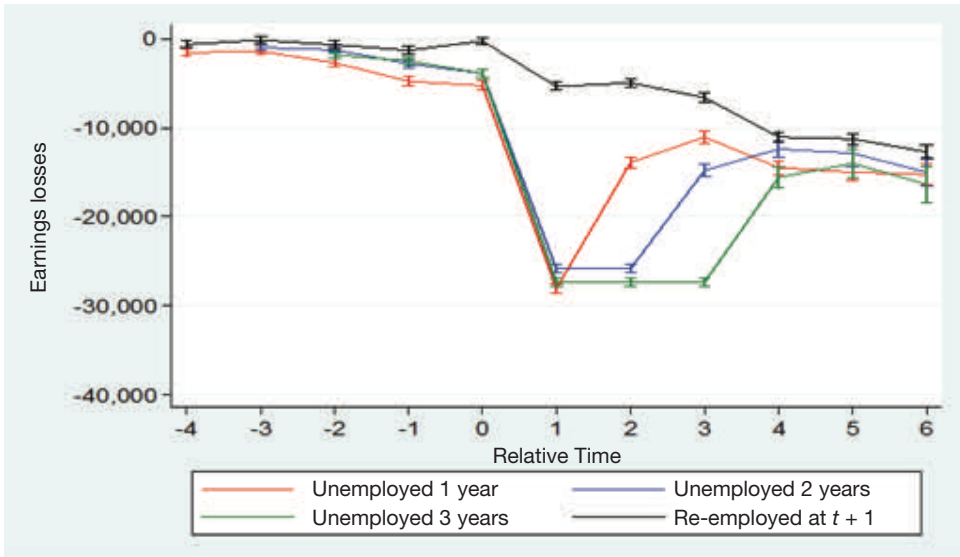 0
-10,000
-20,000
-30,000
-40,000
Earnings losses
-4 -3 -2 -1 0 1 2 3 4 5 6
Relative Time
Unemployed 1 year Unemployed 2 years
Unemployed 3 years Re-employed at t + 1